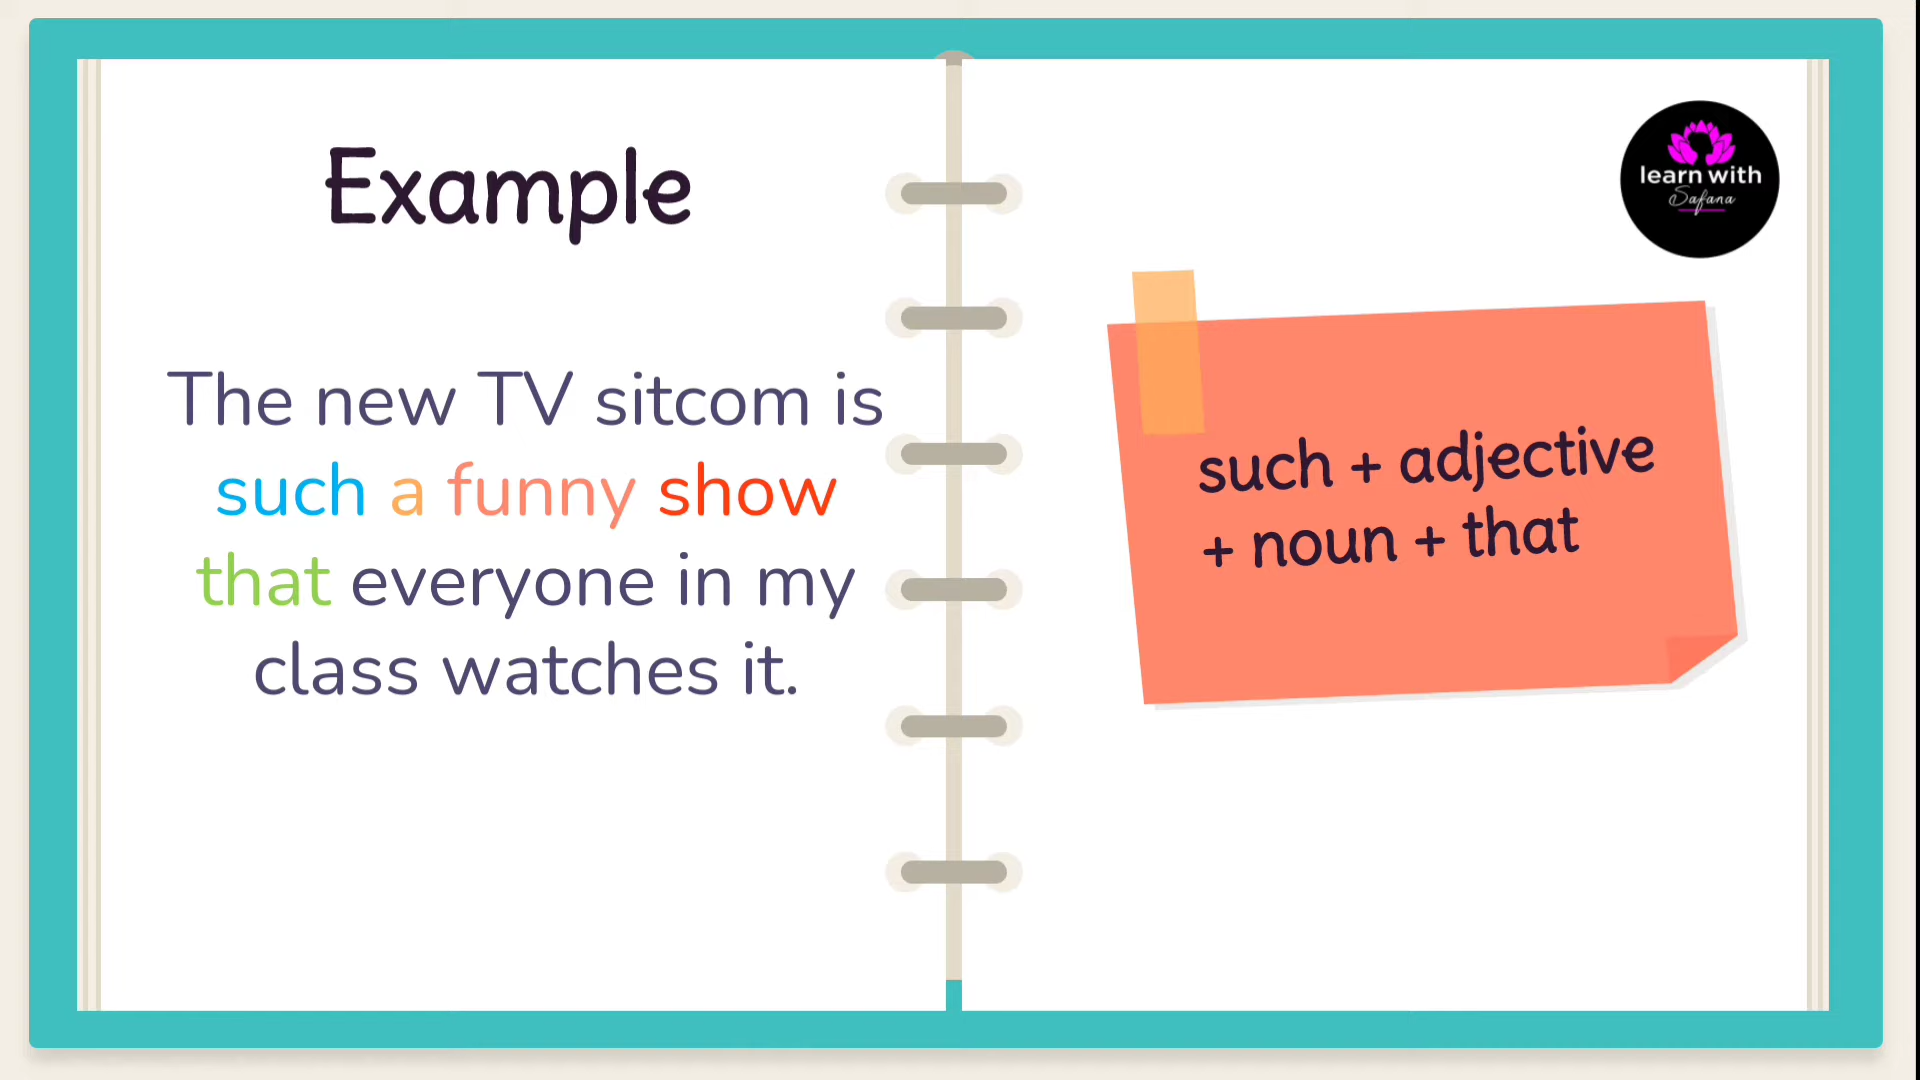 Example
The new TV sitcom is
such a funny show
that everyone in my
class watches it.
learn with
Safana
such + adjective
+ noun + that